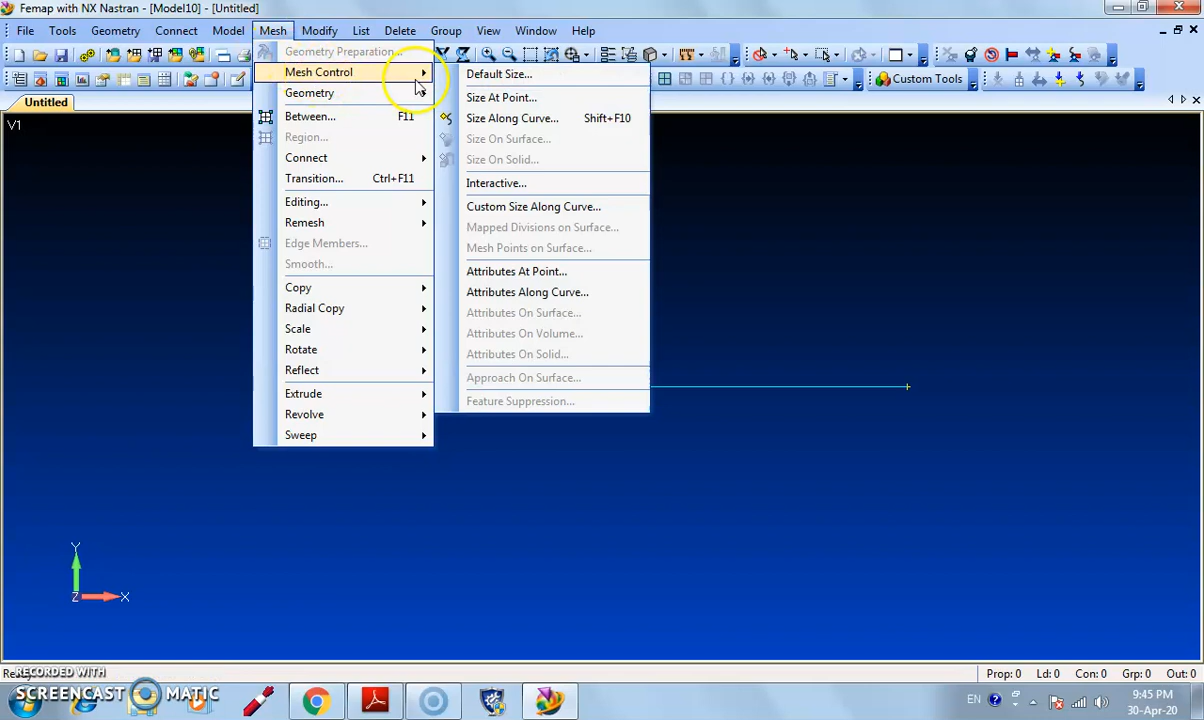 Femap with NX Nastran - [Model10] - [Untitled]
File Tools Geometry Connect Model Mesh Modify List Delete Group View Window Help
Custom Tools
Untitled
V1
Geometry Preparation...
Mesh Control
Geometry
Between... F11
Region...
Connect
Transition... Ctrl+F11
Editing...
Remesh
Edge Members...
Smooth...
Copy
Radial Copy
Scale
Rotate
Reflect
Extrude
Revolve
Sweep
Default Size...
Size At Point...
Size Along Curve... Shift+F10
Size On Surface...
Size On Solid...
Interactive...
Custom Size Along Curve...
Mapped Divisions on Surface...
Mesh Points on Surface...
Attributes At Point...
Attributes Along Curve...
Attributes On Surface...
Attributes On Volume...
Attributes On Solid...
Approach On Surface...
Feature Suppression...
Y
Z X
RECORDED WITH
SCREENCAST MATIC
Prop: 0 Ld: 0 Con: 0 Grp: 0 Out: 0
EN
9:45 PM
30-Apr-20